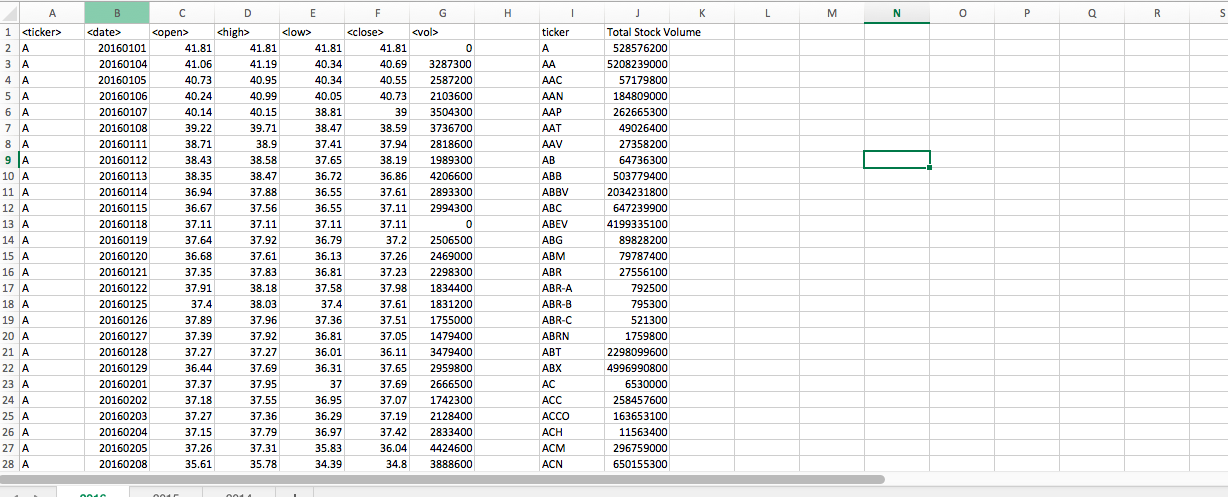 A B C D E F G H I J K L M N O P Q R S
1 <ticker> <date> <open> <high> <low> <close> <vol> ticker Total Stock Volume
2 A 20160101 41.81 41.81 41.81 41.81 0 A 528576200
3 A 20160104 41.06 41.19 40.34 40.69 3287300 AA 5208239000
4 A 20160105 40.73 40.95 40.34 40.55 2587200 AAC 57179800
5 A 20160106 40.24 40.99 40.05 40.73 2103600 AAN 184809000
6 A 20160107 40.14 40.15 38.81 39 3504300 AAP 262665300
7 A 20160108 39.22 39.71 38.47 38.59 3736700 AAT 49026400
8 A 20160111 38.71 38.9 37.41 37.94 2818600 AAV 27358200
9 A 20160112 38.43 38.58 37.65 38.19 1989300 AB 64736300
10 A 20160113 38.35 38.47 36.72 36.86 4206600 ABB 503779400
11 A 20160114 36.94 37.88 36.55 37.61 2893300 ABBV 2034231800
12 A 20160115 36.67 37.56 36.55 37.11 2994300 ABC 647239900
13 A 20160118 37.11 37.11 37.11 37.11 0 ABEV 4199335100
14 A 20160119 37.64 37.92 36.79 37.2 2506500 ABG 89828200
15 A 20160120 36.68 37.61 36.13 37.26 2469000 ABM 79787400
16 A 20160121 37.35 37.83 36.81 37.23 2298300 ABR 27556100
17 A 20160122 37.91 38.18 37.58 37.98 1834400 ABR-A 792500
18 A 20160125 37.4 38.03 37.4 37.61 1831200 ABR-B 795300
19 A 20160126 37.89 37.96 37.36 37.51 1755000 ABR-C 521300
20 A 20160127 37.39 37.92 36.81 37.05 1479400 ABRN 1759800
21 A 20160128 37.27 37.27 36.01 36.11 3479400 ABT 2298099600
22 A 20160129 36.44 37.69 36.31 37.65 2959800 ABX 4996990800
23 A 20160201 37.37 37.95 37 37.69 2666500 AC 6530000
24 A 20160202 37.18 37.55 36.95 37.07 1742300 ACC 258457600
25 A 20160203 37.27 37.36 36.29 37.19 2128400 ACCO 163653100
26 A 20160204 37.15 37.79 36.97 37.42 2833400 ACH 11563400
27 A 20160205 37.26 37.31 35.83 36.04 4424600 ACM 296759000
28 A 20160208 35.61 35.78 34.39 34.8 3888600 ACN 650155300
2016 2015 2014